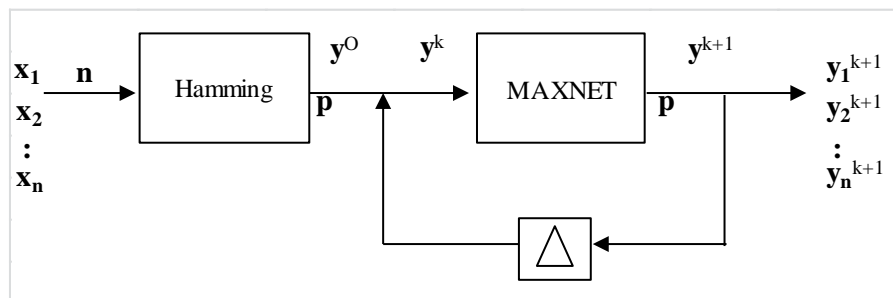 x₁
x₂
:
xₙ
n
Hamming
yᴼ
p
yᵏ
MAXNET
yᵏ⁺¹
p
y₁ᵏ⁺¹
y₂ᵏ⁺¹
:
yₙᵏ⁺¹
Δ